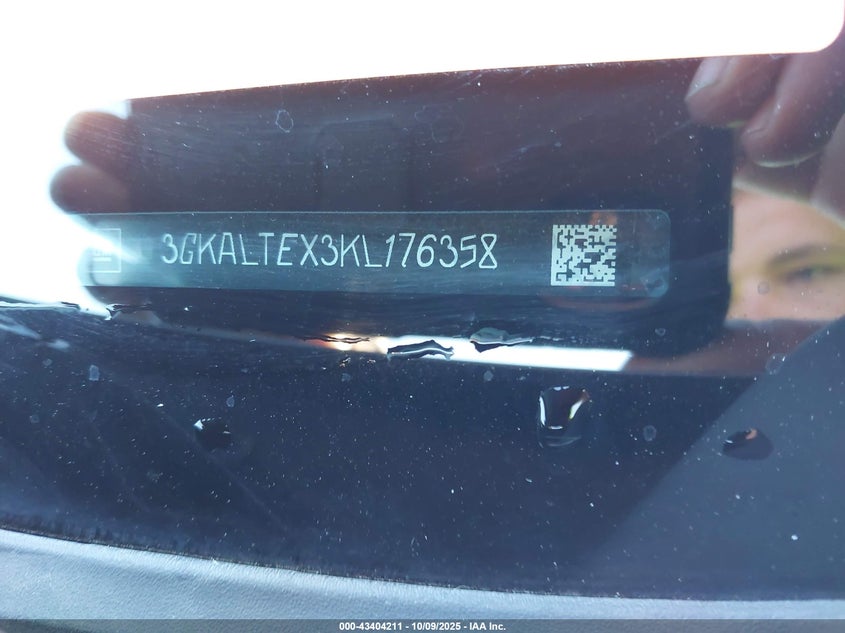 3GKALTEX3KL176358
000-43404211 - 10/09/2025 - IAA Inc.